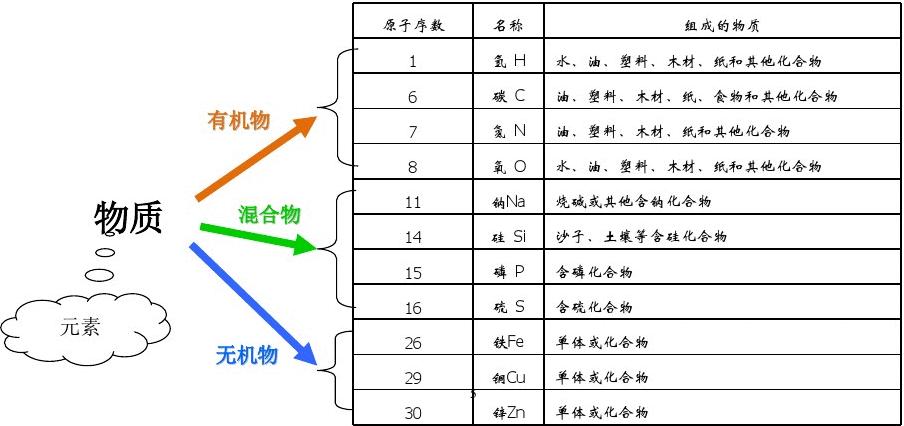 原子序数 名称 组成的物质
1 氢 H 水、油、塑料、木材、纸和其他化合物
6 碳 C 油、塑料、木材、纸、食物和其他化合物
7 氮 N 油、塑料、木材、纸和其他化合物
8 氧 O 水、油、塑料、木材、纸和其他化合物
11 钠Na 烧碱或其他含钠化合物
14 硅 Si 沙子、土壤等含硅化合物
15 磷 P 含磷化合物
16 硫 S 含硫化合物
26 铁Fe 单体或化合物
29 铜Cu 单体或化合物
30 锌Zn 单体或化合物
有机物
混合物
物质
元素
无机物
5